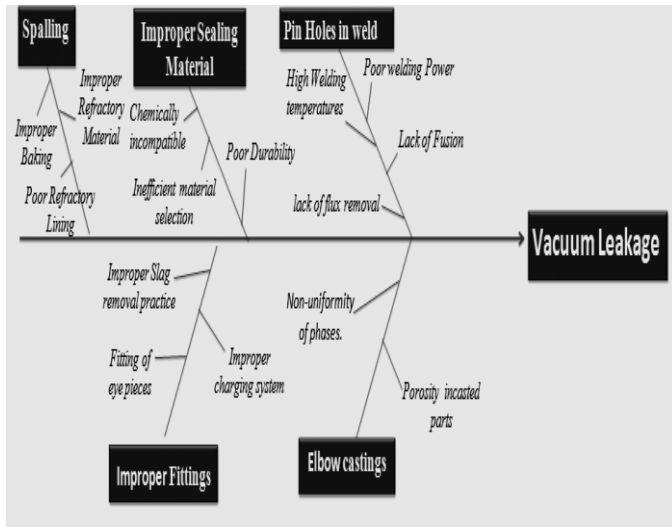 Spalling
Improper Sealing
Material
Pin Holes in weld
Improper
Refractory
Material
Improper
Baking
Poor Refractory
Lining
Chemically
incompatible
Poor Durability
Inefficient material
selection
High Welding
temperatures
Poor welding Power
Lack of Fusion
lack of flux removal
Vacuum Leakage
Improper Slag
removal practice
Fitting of
eye pieces
Improper
charging system
Non-uniformity
of phases.
Porosity incasted
parts
Improper Fittings
Elbow castings